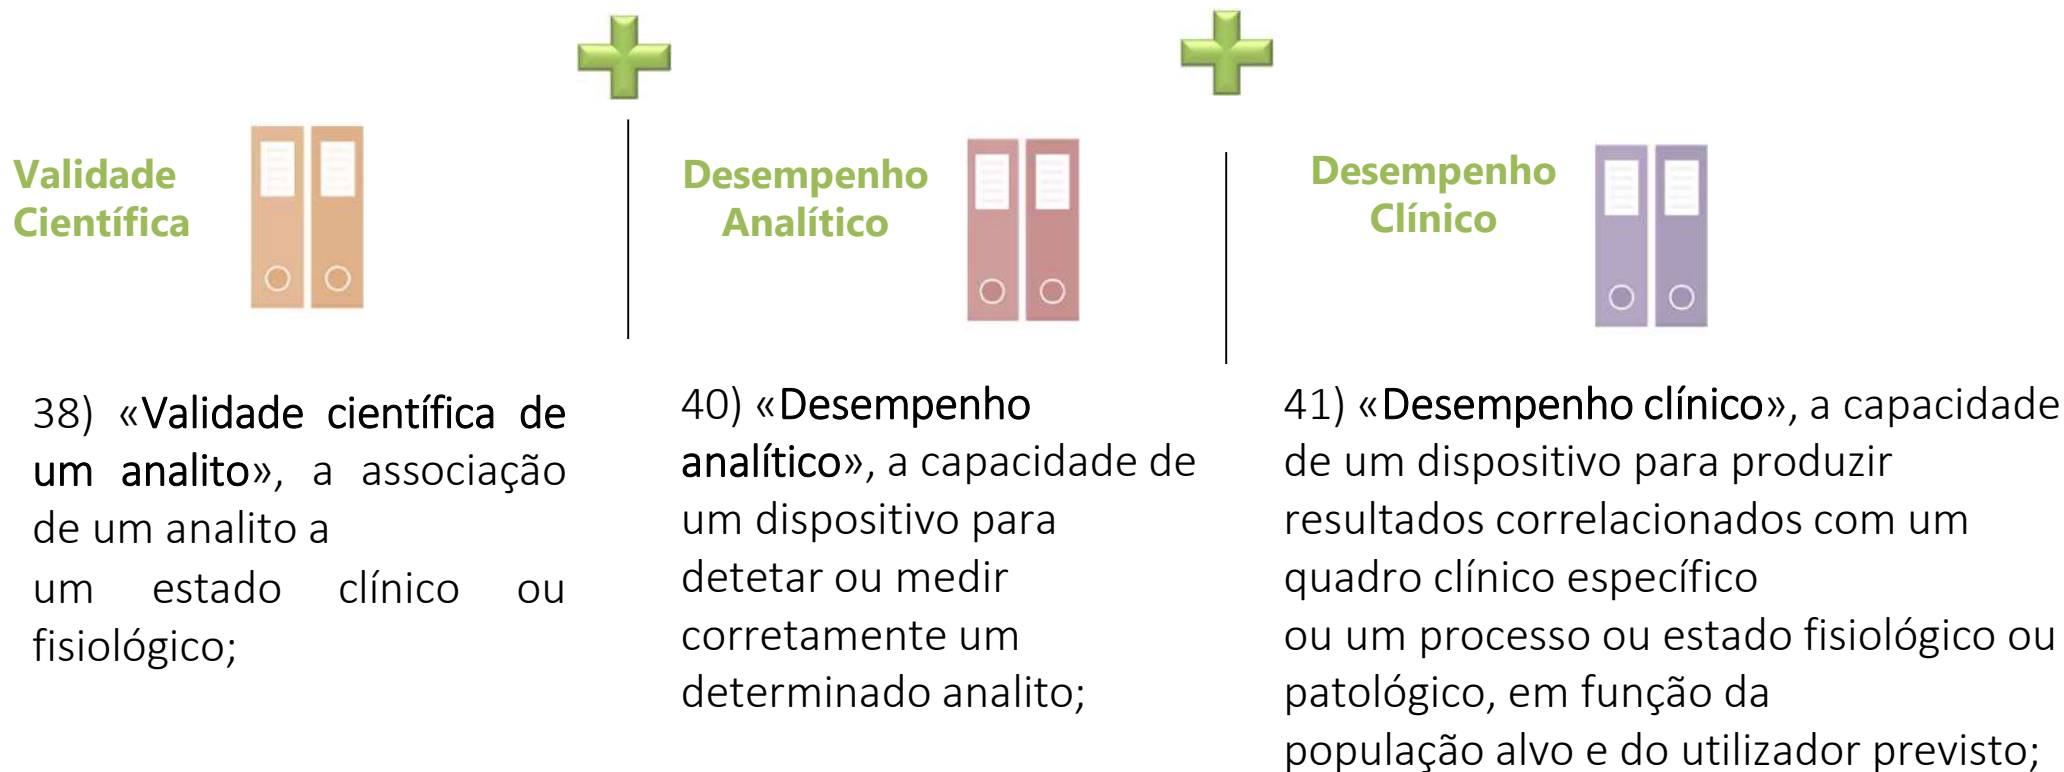 Validade
Científica
Desempenho
Analítico
Desempenho
Clínico
38) «Validade científica de
um analito», a associação
de um analito a
um estado clínico ou
fisiológico;
40) «Desempenho
analítico», a capacidade de
um dispositivo para
detetar ou medir
corretamente um
determinado analito;
41) «Desempenho clínico», a capacidade
de um dispositivo para produzir
resultados correlacionados com um
quadro clínico específico
ou um processo ou estado fisiológico ou
patológico, em função da
população alvo e do utilizador previsto;